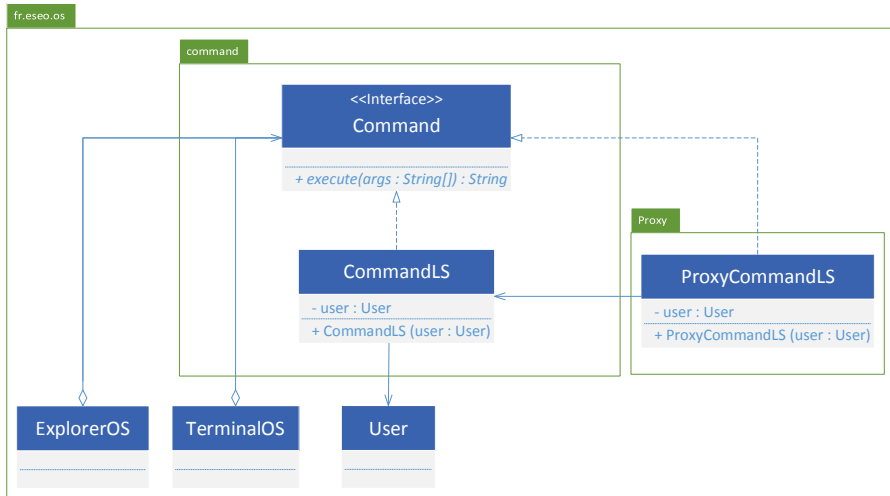 fr.eseo.os
command
<<Interface>>
Command
+ execute(args : String[]) : String
Proxy
CommandLS
- user : User
+ CommandLS (user : User)
ProxyCommandLS
- user : User
+ ProxyCommandLS (user : User)
ExplorerOS
TerminalOS
User